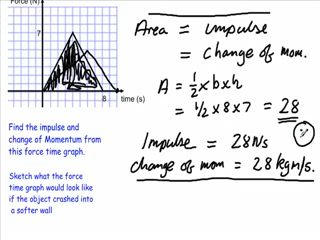 Force (N)
7
8
time (s)
Find the impulse and
change of Momentum from
this force time graph.
Sketch what the force
time graph would look like
if the object crashed into
a softer wall
Area = impulse
= change of mom.
A = 1/2 x b x h
= 1/2 x 8 x 7 = 28
Impulse = 28Ns
change of mom = 28kgm/s.